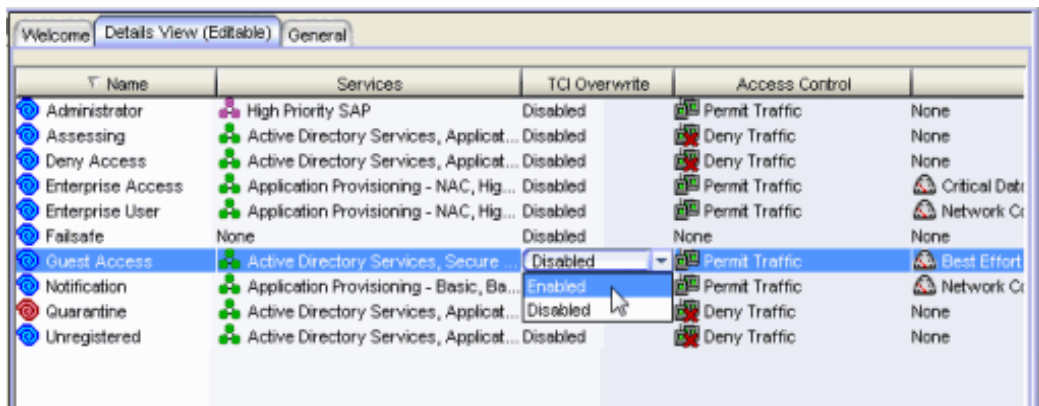 Welcome Details View (Editable) General
Name Services TCI Overwrite Access Control
Administrator High Priority SAP Disabled Permit Traffic None
Assessing Active Directory Services, Applicat... Disabled Deny Traffic None
Deny Access Active Directory Services, Applicat... Disabled Deny Traffic None
Enterprise Access Application Provisioning - NAC, Hig... Disabled Permit Traffic Critical Data
Enterprise User Application Provisioning - NAC, Hig... Disabled Permit Traffic Network Co
Failsafe None Disabled None None
Guest Access Active Directory Services, Secure ... Disabled Permit Traffic Best Effort
Notification Application Provisioning - Basic, Ba... Enabled Permit Traffic Network Co
Quarantine Active Directory Services, Applicat... Disabled Deny Traffic None
Unregistered Active Directory Services, Applicat... Disabled Deny Traffic None